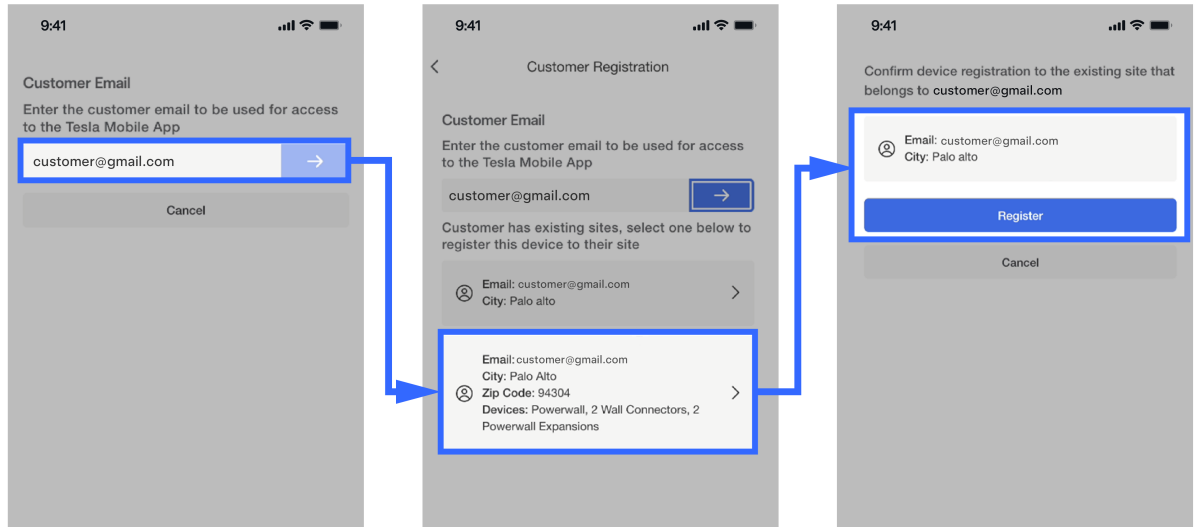 9:41
Customer Email
Enter the customer email to be used for access
to the Tesla Mobile App
customer@gmail.com
Cancel
9:41
Customer Registration
Customer Email
Enter the customer email to be used for access
to the Tesla Mobile App
customer@gmail.com
Customer has existing sites, select one below to
register this device to their site
Email: customer@gmail.com
City: Palo alto
Email: customer@gmail.com
City: Palo Alto
Zip Code: 94304
Devices: Powerwall, 2 Wall Connectors, 2
Powerwall Expansions
9:41
Confirm device registration to the existing site that
belongs to customer@gmail.com
Email: customer@gmail.com
City: Palo alto
Register
Cancel